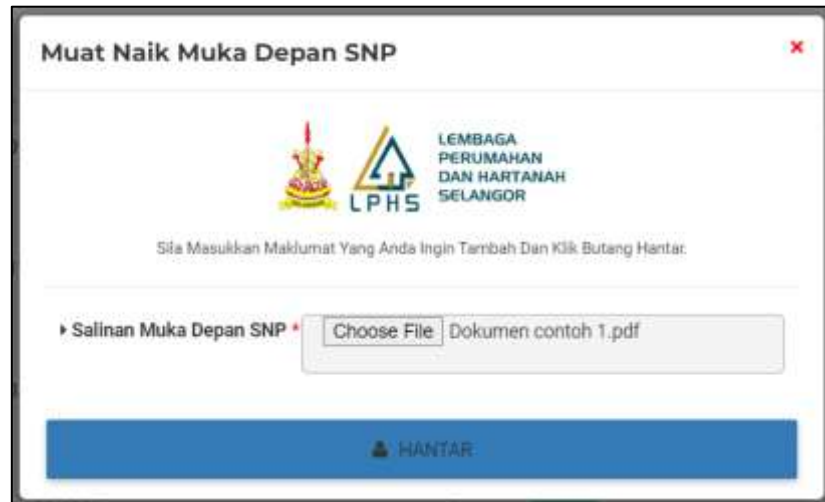 Muat Naik Muka Depan SNP
LPHS
LEMBAGA
PERUMAHAN
DAN HARTANAH
SELANGOR
Sila Masukkan Maklumat Yang Anda Ingin Tambah Dan Klik Butang Hantar.
Salinan Muka Depan SNP * Choose File Dokumen contoh 1.pdf
HANTAR